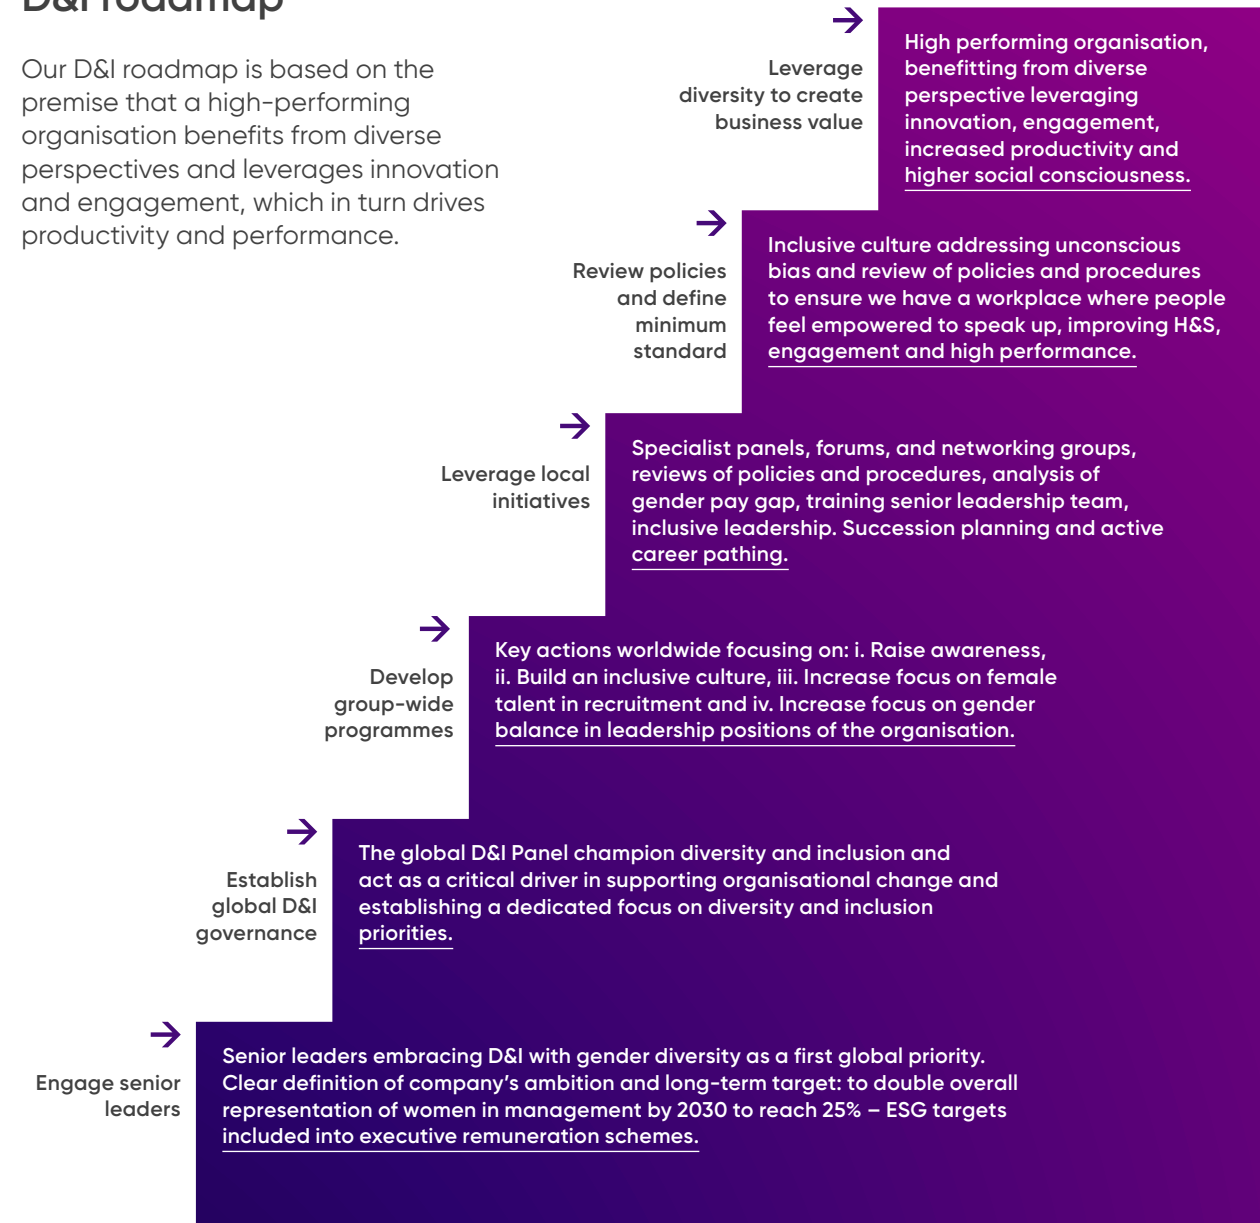 D&I roadmap
Our D&I roadmap is based on the
premise that a high-performing
organisation benefits from diverse
perspectives and leverages innovation
and engagement, which in turn drives
productivity and performance.
Leverage
diversity to create
business value
High performing organisation,
benefitting from diverse
perspective leveraging
innovation, engagement,
increased productivity and
higher social consciousness.
Review policies
and define
minimum
standard
Inclusive culture addressing unconscious
bias and review of policies and procedures
to ensure we have a workplace where people
feel empowered to speak up, improving H&S,
engagement and high performance.
Leverage local
initiatives
Specialist panels, forums, and networking groups,
reviews of policies and procedures, analysis of
gender pay gap, training senior leadership team,
inclusive leadership. Succession planning and active
career pathing.
Develop
group-wide
programmes
Key actions worldwide focusing on: i. Raise awareness,
ii. Build an inclusive culture, iii. Increase focus on female
talent in recruitment and iv. Increase focus on gender
balance in leadership positions of the organisation.
Establish
global D&I
governance
The global D&I Panel champion diversity and inclusion and
act as a critical driver in supporting organisational change and
establishing a dedicated focus on diversity and inclusion
priorities.
Engage senior
leaders
Senior leaders embracing D&I with gender diversity as a first global priority.
Clear definition of company’s ambition and long-term target: to double overall
representation of women in management by 2030 to reach 25% – ESG targets
included into executive remuneration schemes.